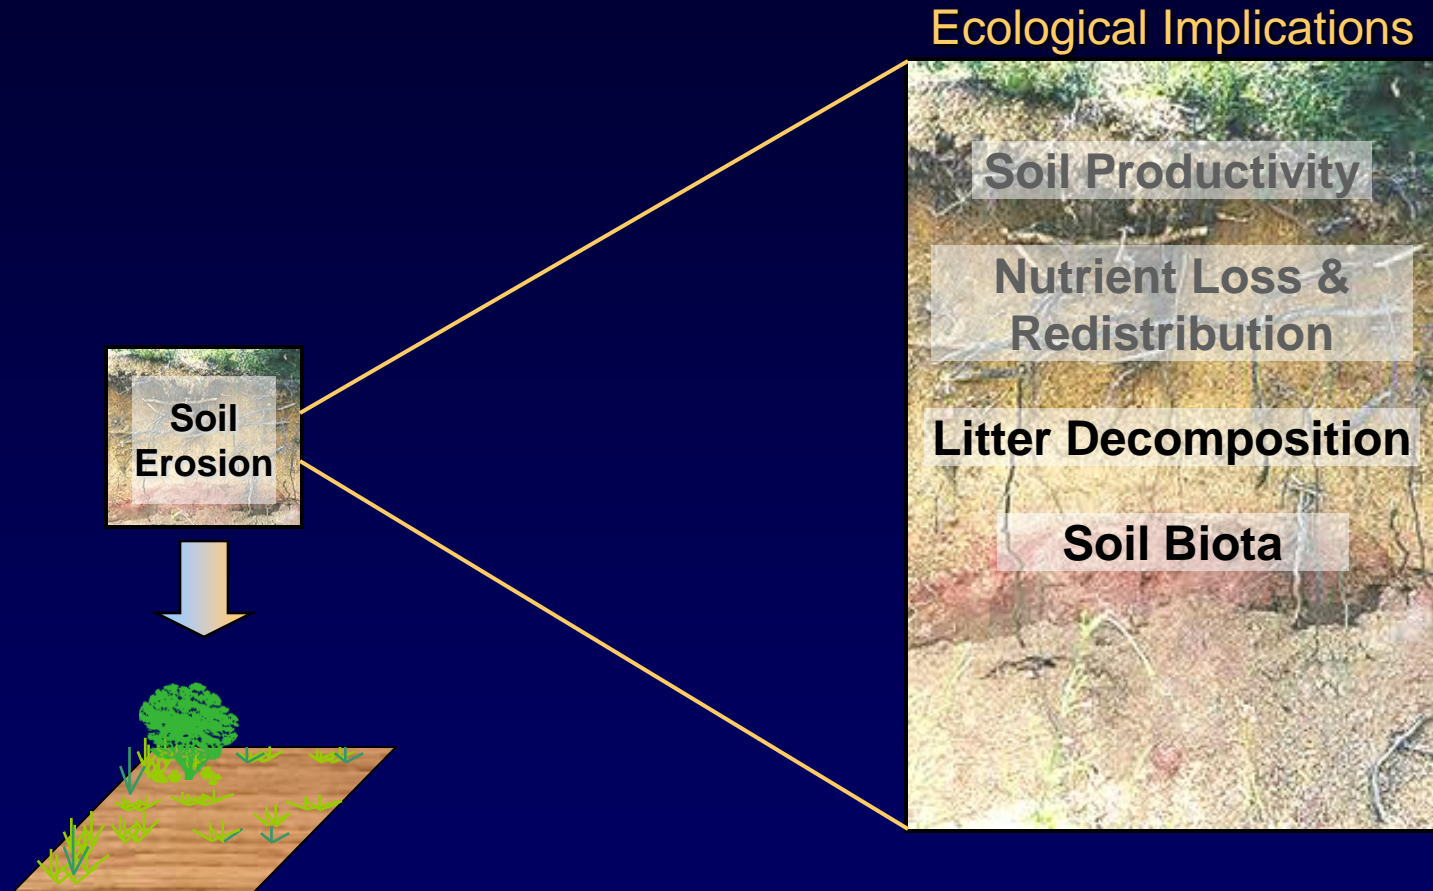 Ecological Implications
Soil Productivity
Nutrient Loss &
Redistribution
Litter Decomposition
Soil Biota
Soil
Erosion